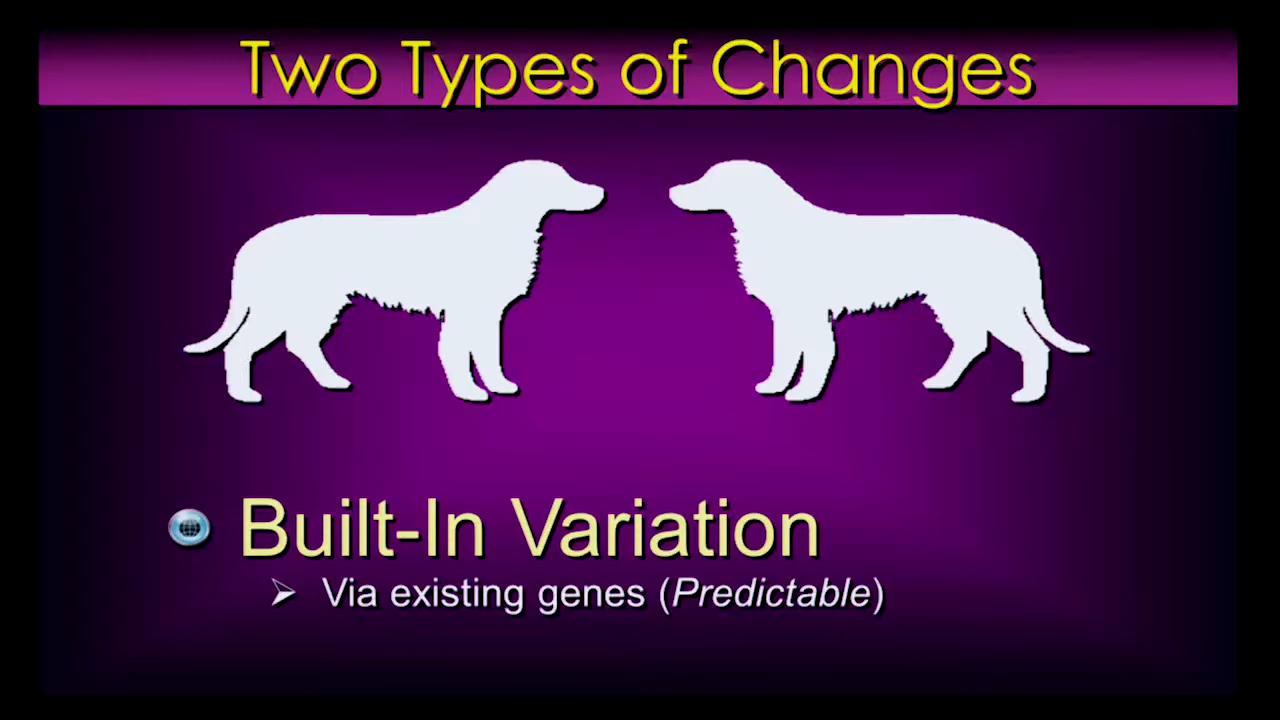 Two Types of Changes
Built-In Variation
Via existing genes (Predictable)